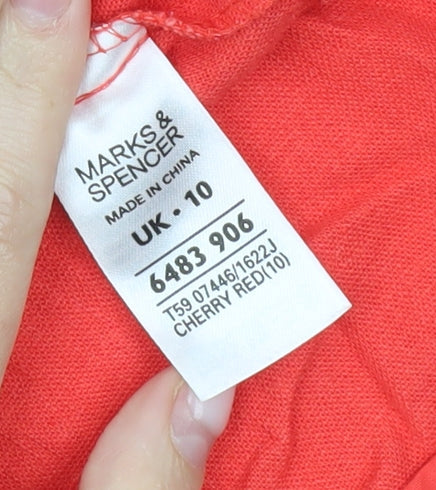 MARKS &
SPENCER
MADE IN CHINA
UK • 10
6483 906
T59 07446/1622J
CHERRY RED(10)